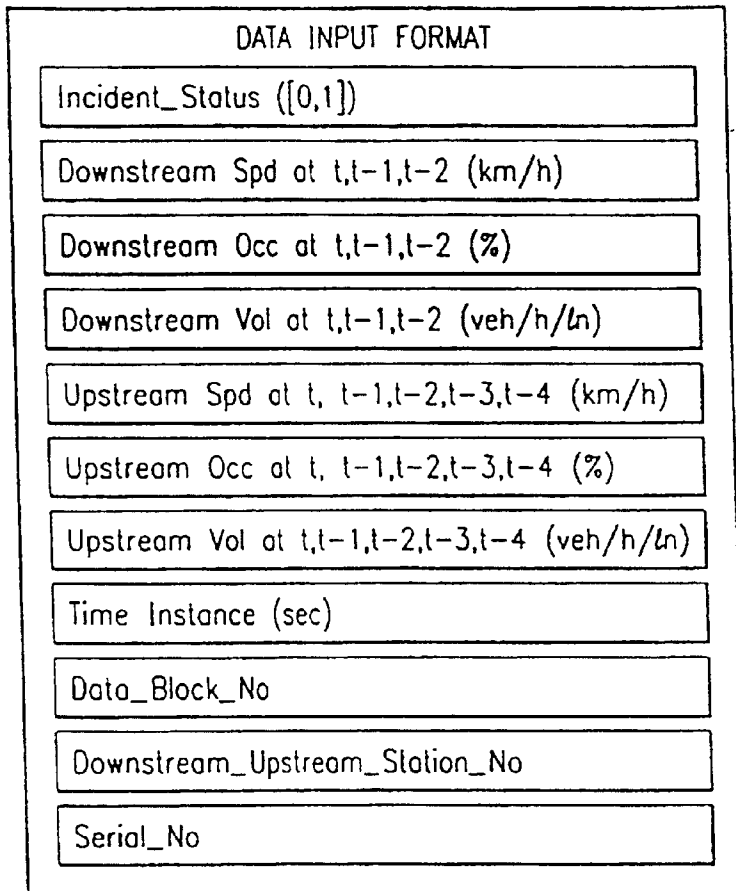 DATA INPUT FORMAT
Incident_Status ([0,1])
Downstream Spd at t,t-1,t-2 (km/h)
Downstream Occ at t,t-1,t-2 (%)
Downstream Vol at t,t-1,t-2 (veh/h/ln)
Upstream Spd at t, t-1,t-2,t-3,t-4 (km/h)
Upstream Occ at t, t-1,t-2,t-3,t-4 (%)
Upstream Vol at t,t-1,t-2,t-3,t-4 (veh/h/ln)
Time Instance (sec)
Data_Block_No
Downstream_Upstream_Station_No
Serial_No